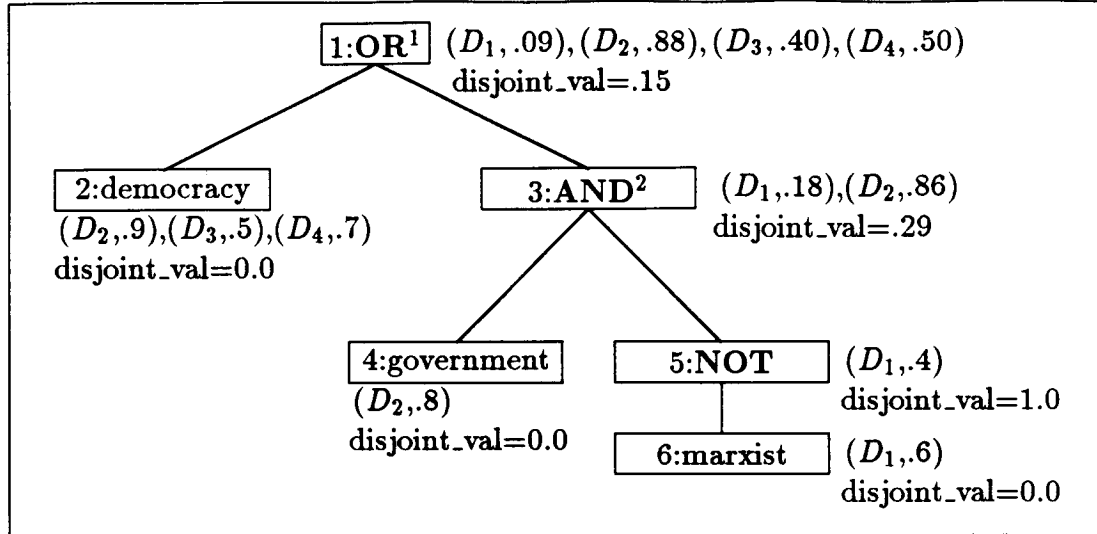 1:OR¹ (D₁, .09), (D₂, .88), (D₃, .40), (D₄, .50)
disjoint_val=.15
2:democracy
(D₂,.9),(D₃,.5),(D₄,.7)
disjoint_val=0.0
3:AND² (D₁,.18),(D₂,.86)
disjoint_val=.29
4:government
(D₂,.8)
disjoint_val=0.0
5:NOT (D₁,.4)
disjoint_val=1.0
6:marxist (D₁,.6)
disjoint_val=0.0